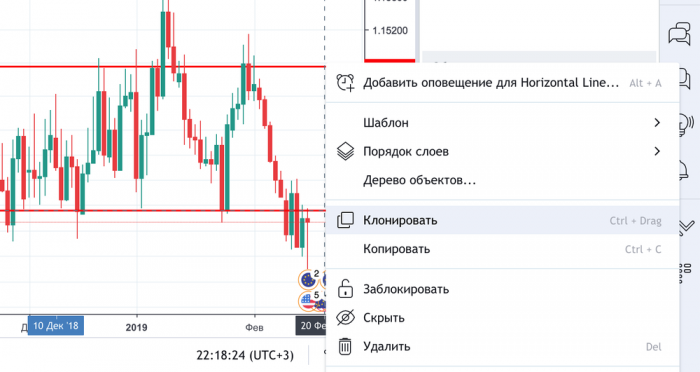 1.15200
Добавить оповещение для Horizontal Line... Alt + A
Шаблон
Порядок слоев
Дерево объектов...
Клонировать Ctrl + Drag
Копировать Ctrl + C
Заблокировать
Скрыть
Удалить Del
2
5
10 Дек '18 2019 Фев 20 Фе
22:18:24 (UTC+3)